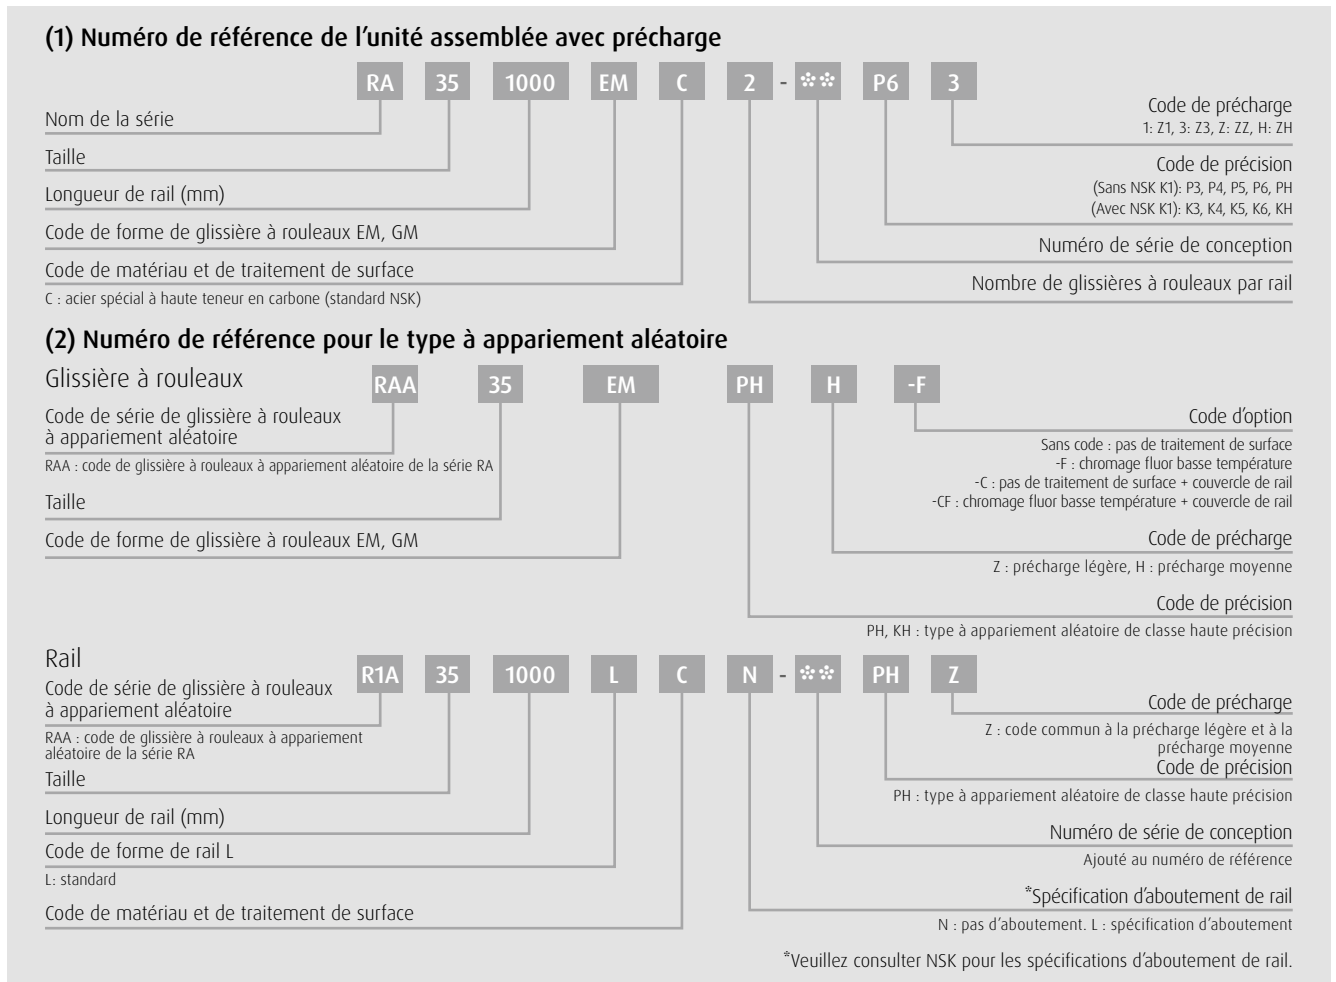 (1) Numéro de référence de l'unité assemblée avec précharge
RA 35 1000 EM C 2 - ** P6 3
Nom de la série
Taille
Longueur de rail (mm)
Code de forme de glissière à rouleaux EM, GM
Code de matériau et de traitement de surface
C : acier spécial à haute teneur en carbone (standard NSK)
Code de précharge
1: Z1, 3: Z3, Z: ZZ, H: ZH
Code de précision
(Sans NSK K1): P3, P4, P5, P6, PH
(Avec NSK K1): K3, K4, K5, K6, KH
Numéro de série de conception
Nombre de glissières à rouleaux par rail
(2) Numéro de référence pour le type à appariement aléatoire
Glissière à rouleaux
RAA 35 EM PH H -F
Code de série de glissière à rouleaux
à appariement aléatoire
RAA : code de glissière à rouleaux à appariement aléatoire de la série RA
Taille
Code de forme de glissière à rouleaux EM, GM
Code d'option
Sans code : pas de traitement de surface
-F : chromage fluor basse température
-C : pas de traitement de surface + couvercle de rail
-CF : chromage fluor basse température + couvercle de rail
Code de précharge
Z : précharge légère, H : précharge moyenne
Code de précision
PH, KH : type à appariement aléatoire de classe haute précision
Rail
R1A 35 1000 L C N - ** PH Z
Code de série de glissière à rouleaux
à appariement aléatoire
RAA : code de glissière à rouleaux à appariement
aléatoire de la série RA
Taille
Longueur de rail (mm)
Code de forme de rail L
L: standard
Code de matériau et de traitement de surface
Code de précharge
Z : code commun à la précharge légère et à la
précharge moyenne
Code de précision
PH : type à appariement aléatoire de classe haute précision
Numéro de série de conception
Ajouté au numéro de référence
*Spécification d'aboutement de rail
N : pas d'aboutement. L : spécification d'aboutement
*Veuillez consulter NSK pour les spécifications d'aboutement de rail.